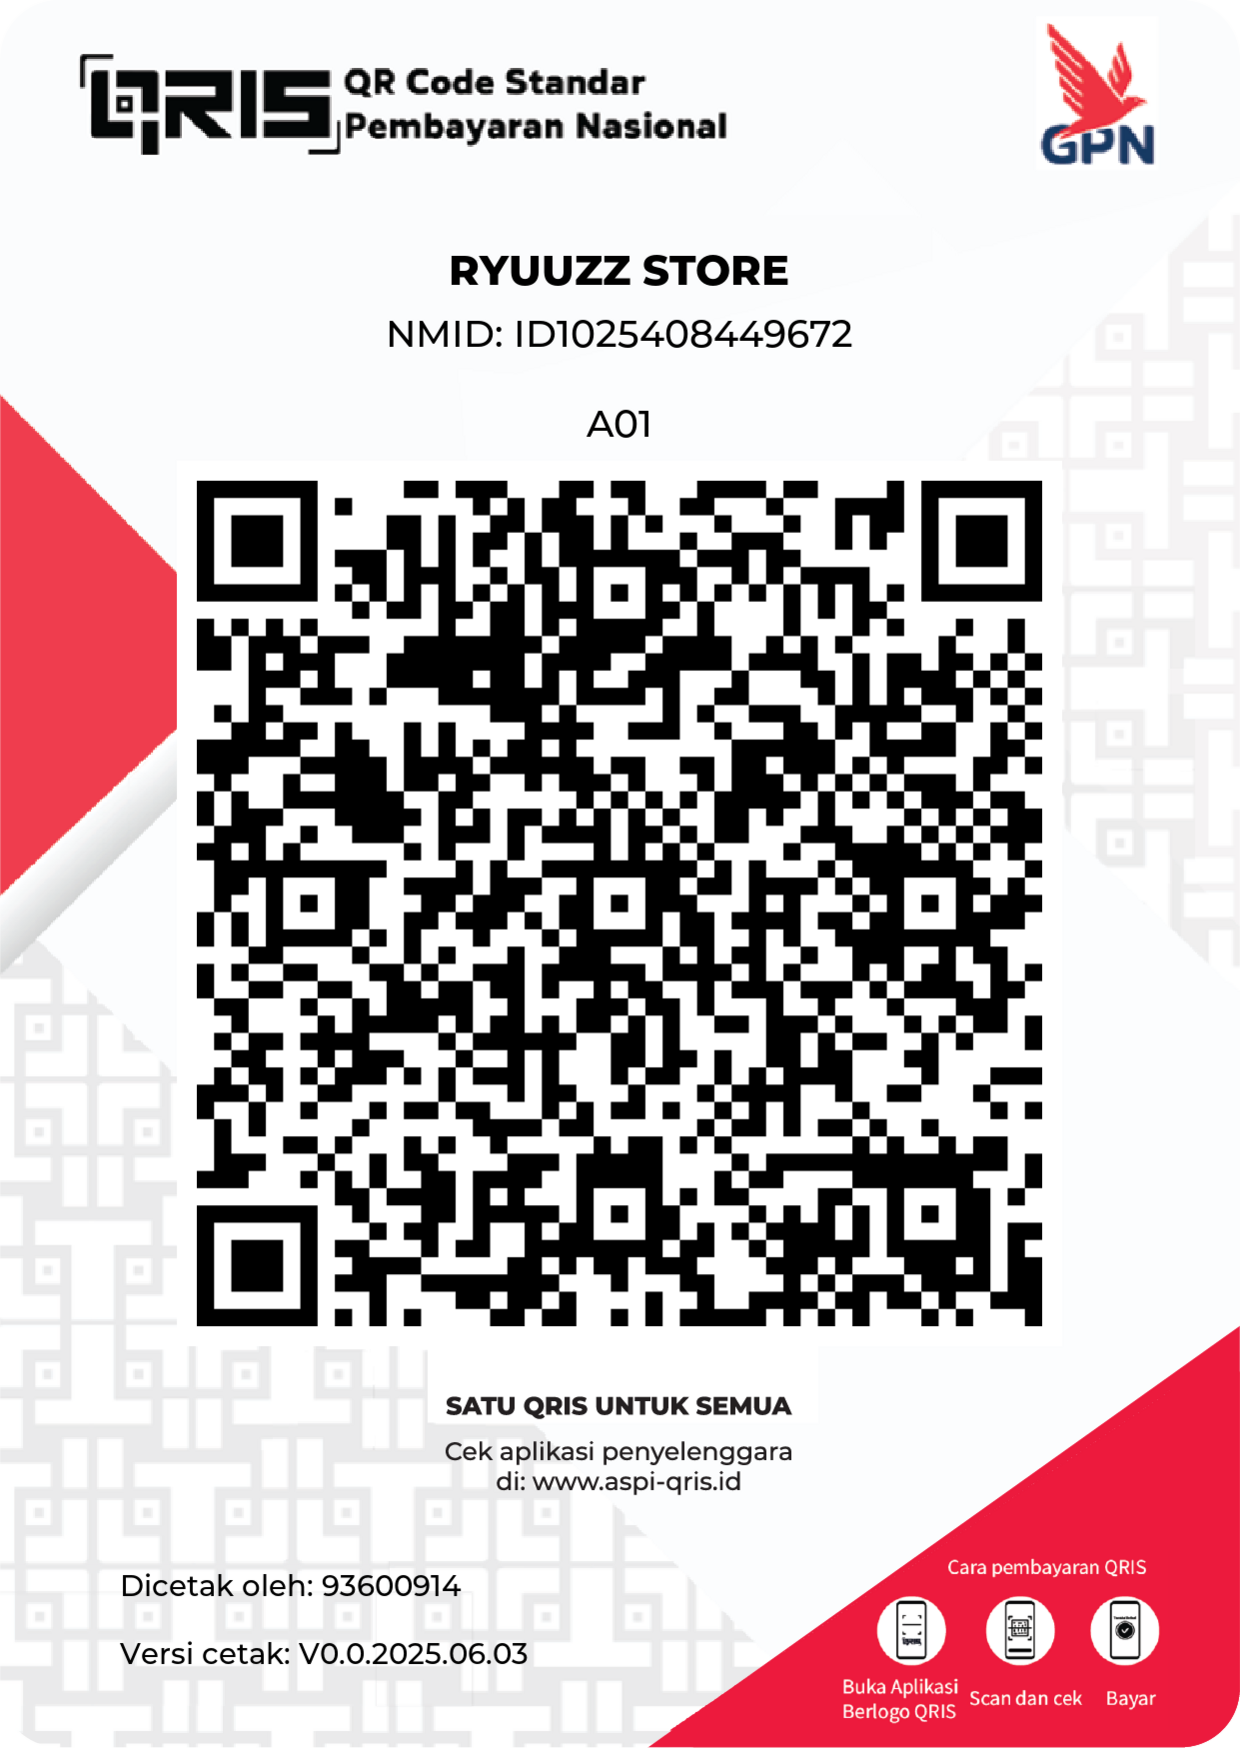 QRIS
QR Code Standar
Pembayaran Nasional
GPN
RYUUZZ STORE
NMID: ID1025408449672
A01
SATU QRIS UNTUK SEMUA
Cek aplikasi penyelenggara
di: www.aspi-qris.id
Dicetak oleh: 93600914
Versi cetak: V0.0.2025.06.03
Cara pembayaran QRIS
Buka Aplikasi
Berlogo QRIS
Scan dan cek
Bayar